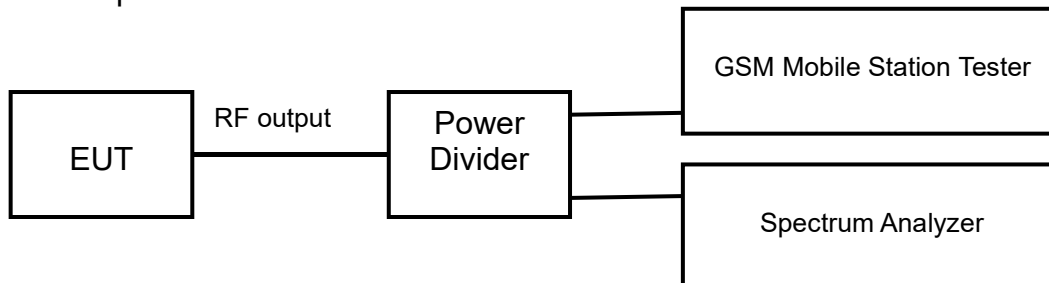 EUT
RF output
Power
Divider
GSM Mobile Station Tester
Spectrum Analyzer